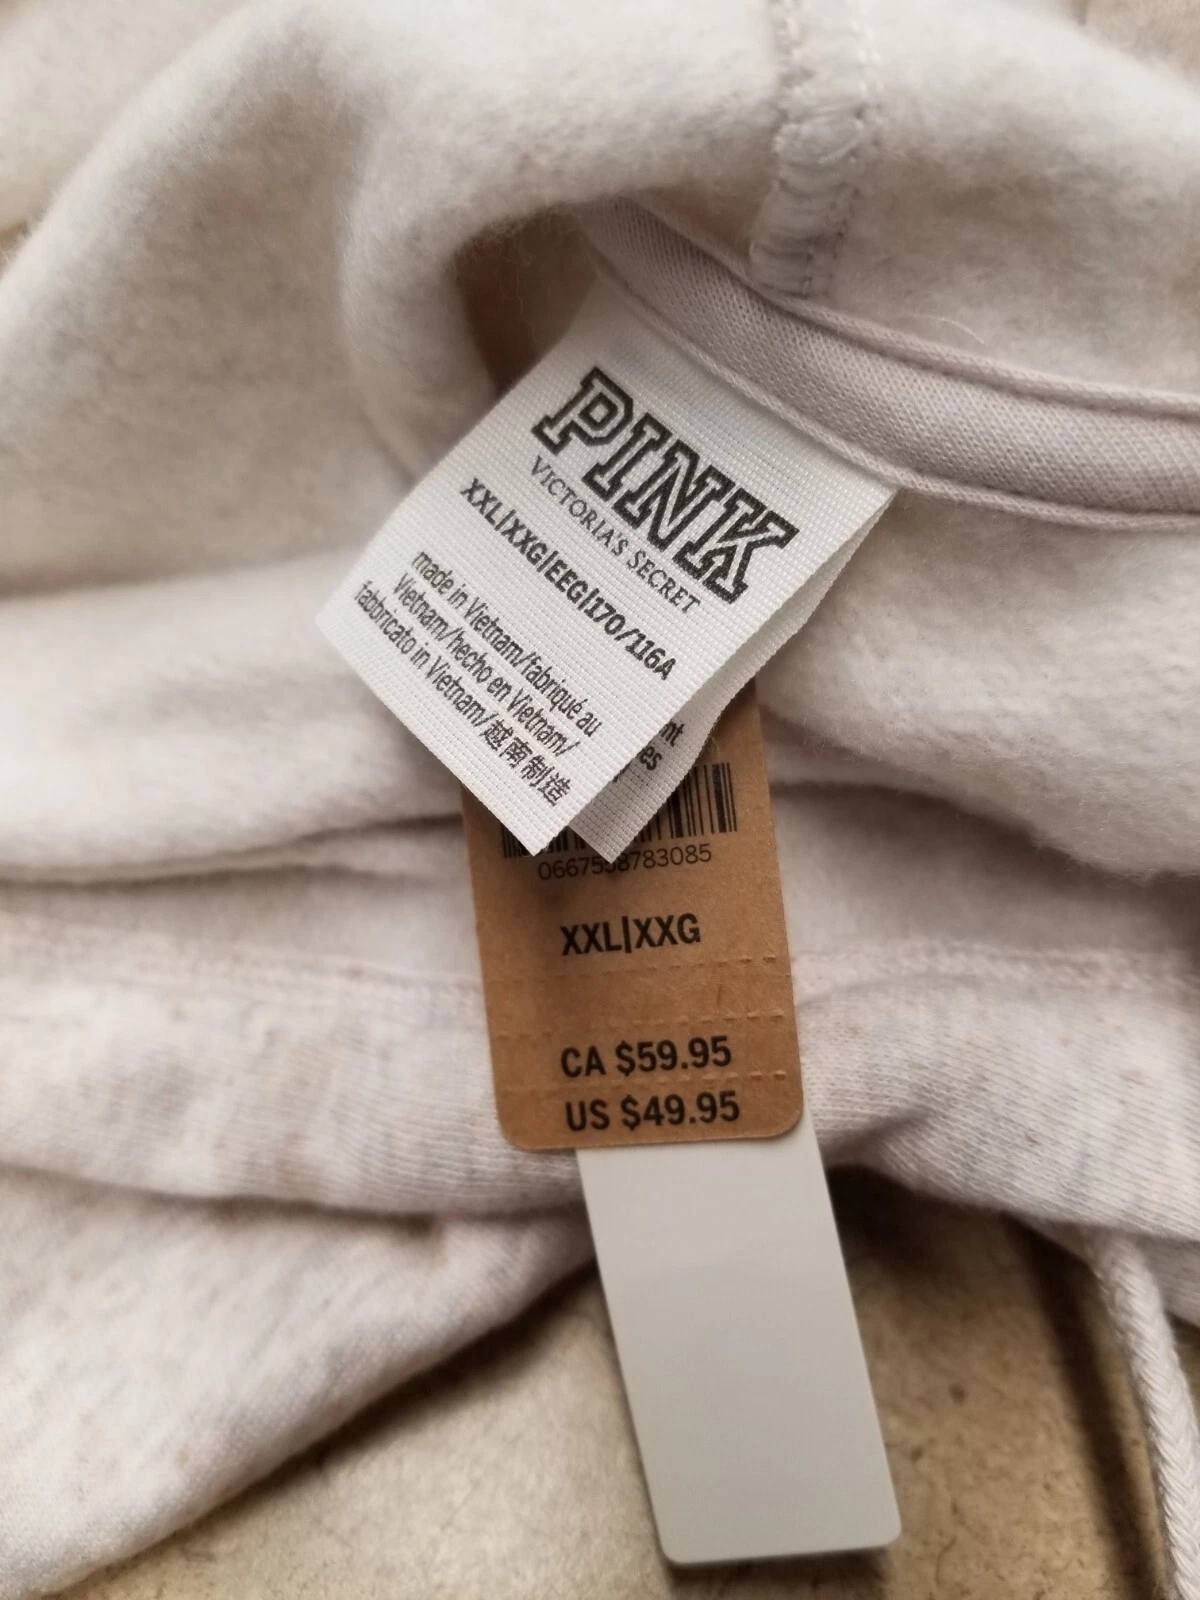 PINK
VICTORIA'S SECRET
XXL|XXG|EEG|170/116A
made in Vietnam/fabriqué au
Vietnam/hecho en Vietnam/
fabbricato in Vietnam/越南制造
0667558783085
XXL|XXG
CA $59.95
US $49.95